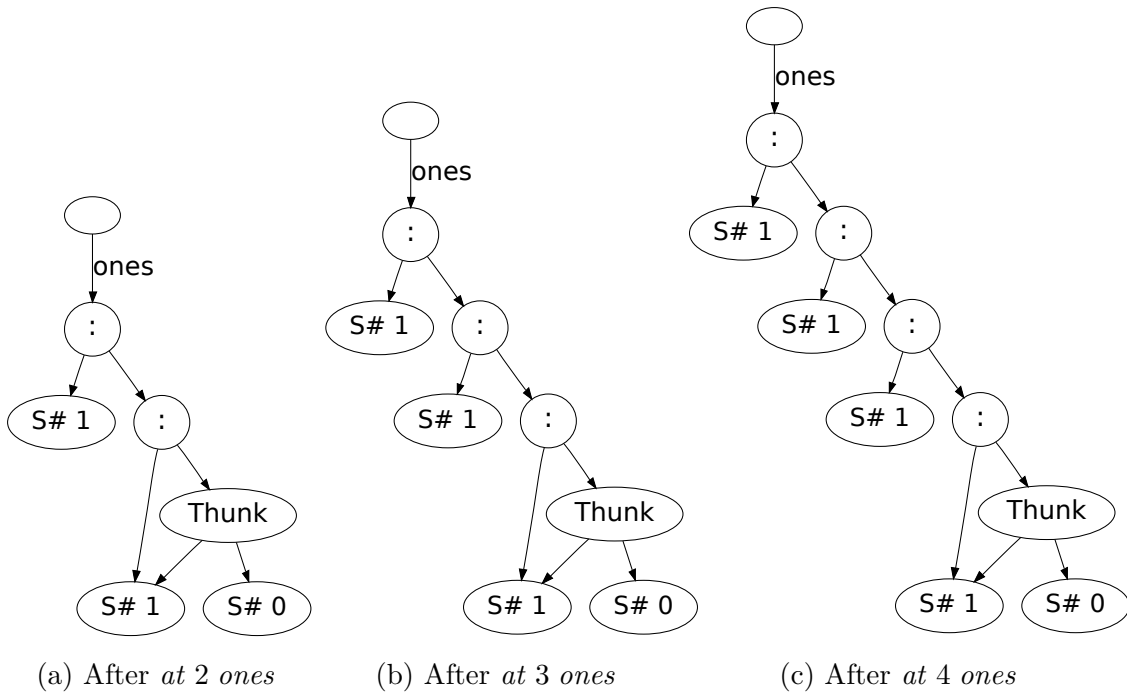 ones
:
S# 1
:
Thunk
S# 1
S# 0
(a) After at 2 ones
ones
:
S# 1
:
S# 1
:
Thunk
S# 1
S# 0
(b) After at 3 ones
ones
:
S# 1
:
S# 1
:
S# 1
:
Thunk
S# 1
S# 0
(c) After at 4 ones